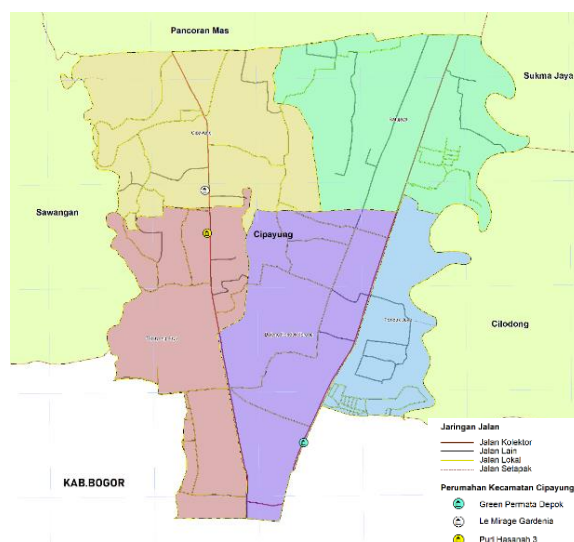 Pancoran Mas
Sukma Jaya
Cipayung
Sawangan
Cipayung
Cilodong
KAB.BOGOR
Jaringan Jalan
Jalan Kolektor
Jalan Lain
Jalan Lokal
Jalan Setapak
Perumahan Kecamatan Cipayung
Green Permata Depok
Le Mirage Gardenia
Puri Hasanah 3